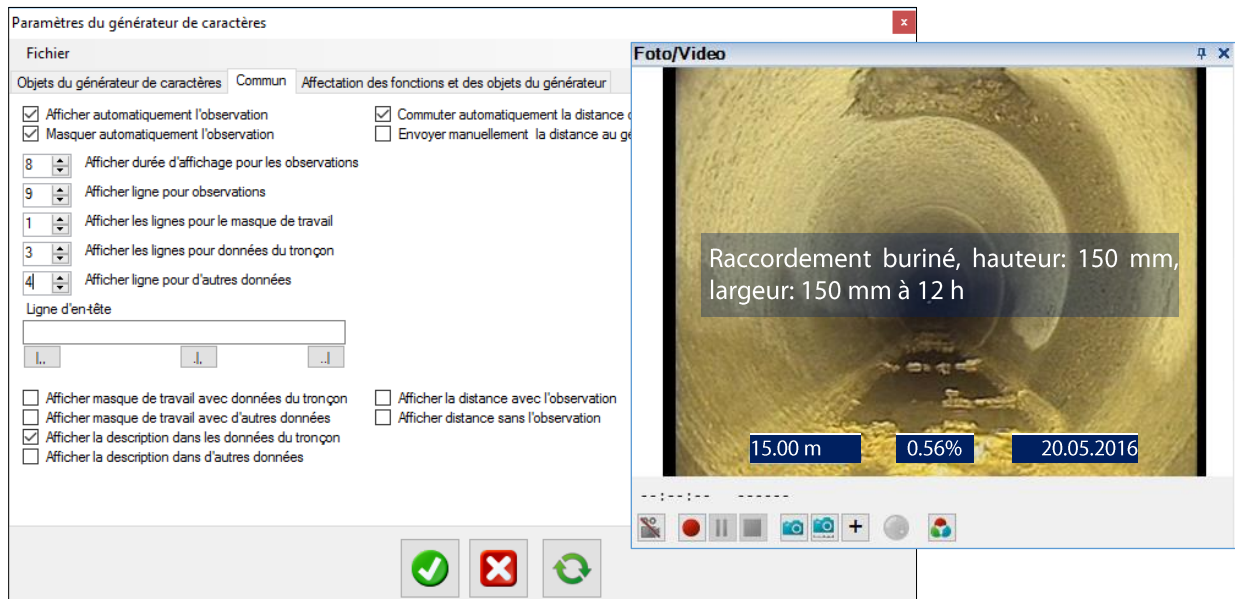 Paramètres du générateur de caractères
x
Fichier
Objets du générateur de caractères
Commun
Affectation des fonctions et des objets du générateur
Afficher automatiquement l'observation
Masquer automatiquement l'observation
Commuter automatiquement la distance
Envoyer manuellement la distance au
8 Afficher durée d'affichage pour les observations
9 Afficher ligne pour observations
1 Afficher les lignes pour le masque de travail
3 Afficher les lignes pour données du tronçon
4 Afficher ligne pour d'autres données
Ligne d'en-tête
|.. .|. ..|
Afficher masque de travail avec données du tronçon
Afficher masque de travail avec d'autres données
Afficher la description dans les données du tronçon
Afficher la description dans d'autres données
Afficher la distance avec l'observation
Afficher distance sans l'observation
Foto/Video
Raccordement buriné, hauteur: 150 mm,
largeur: 150 mm à 12 h
15.00 m 0.56% 20.05.2016
--:--:-- ------